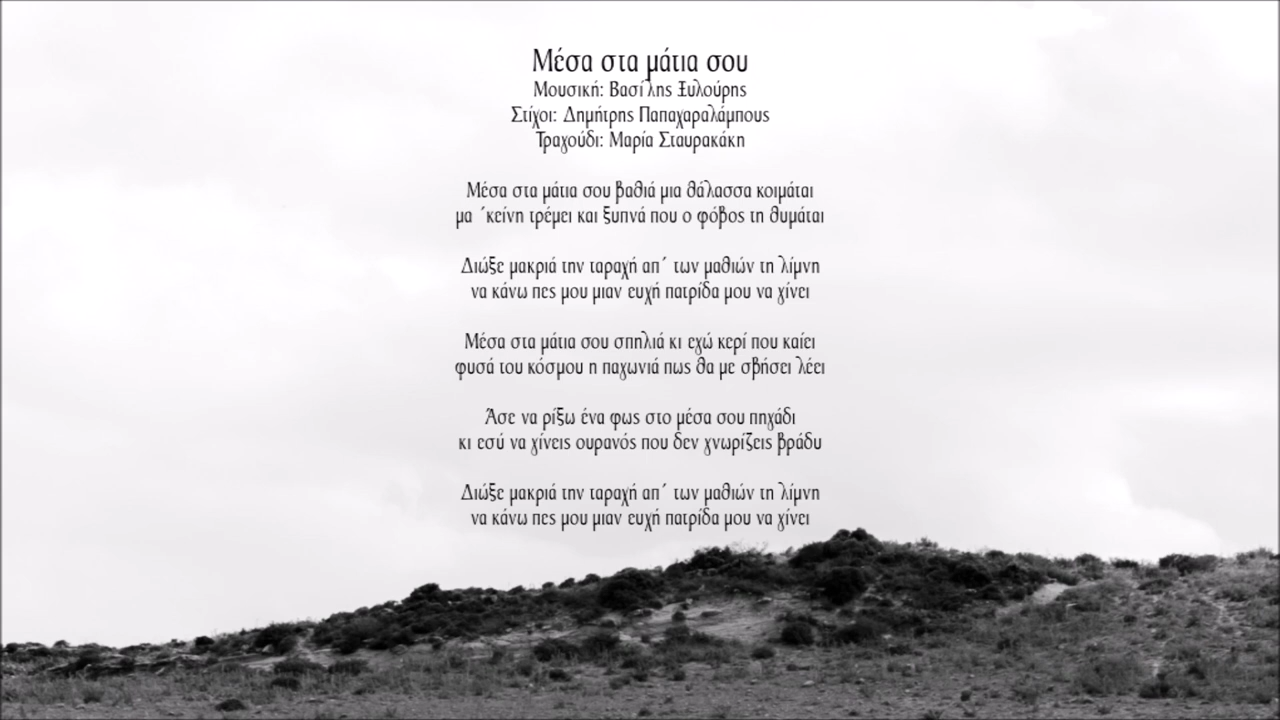 Μέσα στα μάτια σου
Μουσική: Βασίλης Ξυλούρης
Στίχοι: Δημήτρης Παπαχαραλάμπους
Τραγούδι: Μαρία Σταυρακάκη
Μέσα στα μάτια σου βαθιά μια θάλασσα κοιμάται
μα ΄κείνη τρέμει και ξυπνά που ο φόβος τη θυμάται
Διώξε μακριά την ταραχή απ΄ των μαθιών τη λίμνη
να κάνω πες μου μιαν ευχή πατρίδα μου να γίνει
Μέσα στα μάτια σου σπηλιά κι εγώ κερί που καίει
φυσά του κόσμου η παγωνιά πως θα με σβήσει λέει
Άσε να ρίξω ένα φως στο μέσα σου πηγάδι
κι εσύ να γίνεις ουρανός που δεν γνωρίζεις βράδυ
Διώξε μακριά την ταραχή απ΄ των μαθιών τη λίμνη
να κάνω πες μου μιαν ευχή πατρίδα μου να γίνει